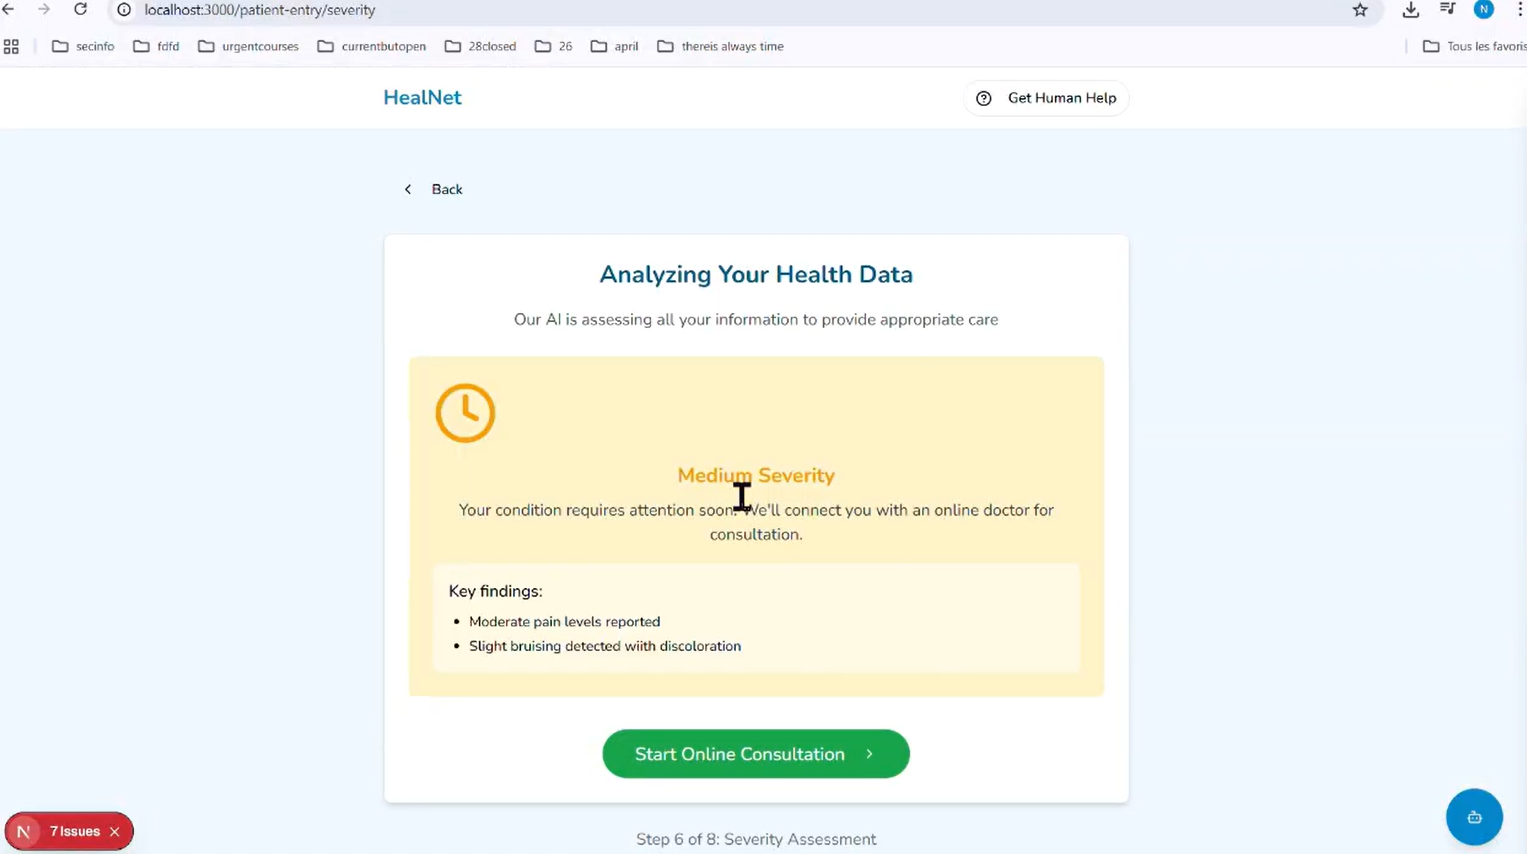 localhost:3000/patient-entry/severity
N
secinfo fdfd urgentcourses currentbutopen 28closed 26 april thereis always time Tous les favoris
HealNet
Get Human Help
Back
Analyzing Your Health Data
Our AI is assessing all your information to provide appropriate care
Medium Severity
Your condition requires attention soon. We'll connect you with an online doctor for
consultation.
Key findings:
Moderate pain levels reported
Slight bruising detected wiith discoloration
Start Online Consultation
N 7 Issues
Step 6 of 8: Severity Assessment